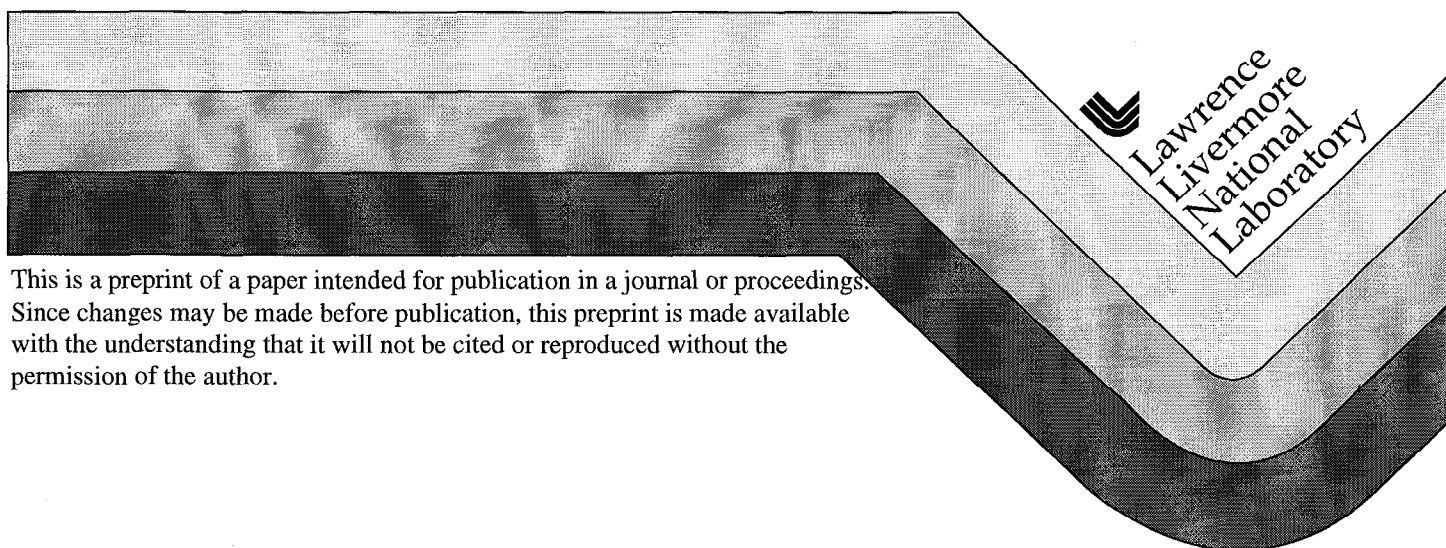 Lawrence
Livermore
National
Laboratory
This is a preprint of a paper intended for publication in a journal or proceedings.
Since changes may be made before publication, this preprint is made available
with the understanding that it will not be cited or reproduced without the
permission of the author.